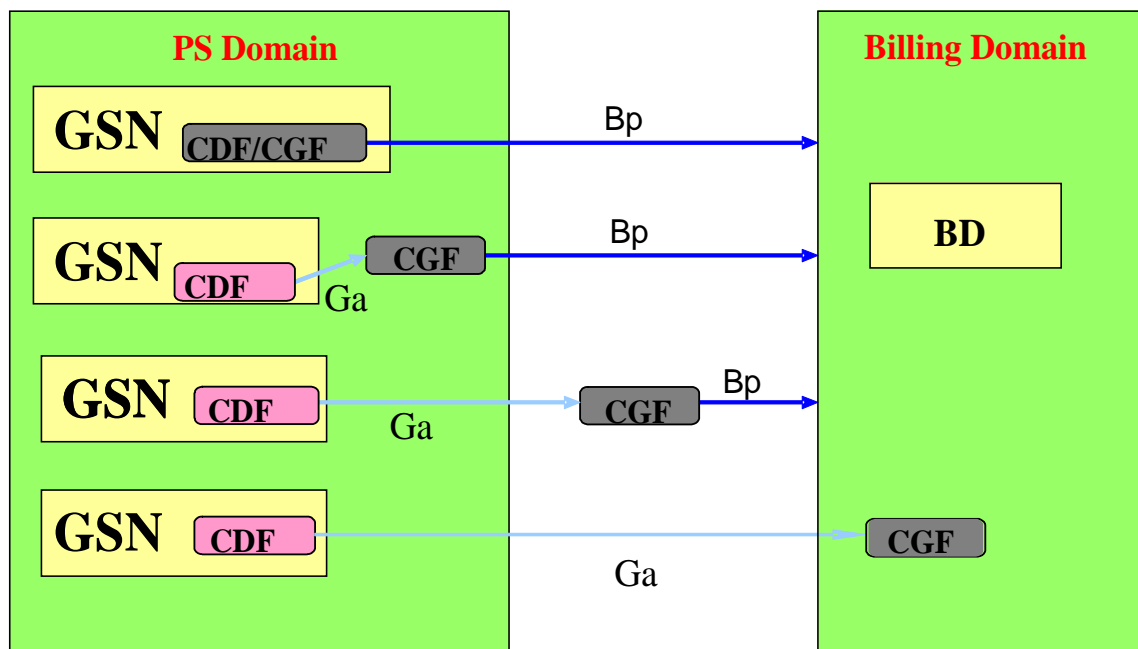 PS Domain
Billing Domain
GSN
CDF/CGF
Bp
GSN
CDF
Ga
CGF
Bp
BD
GSN
CDF
Ga
CGF
Bp
GSN
CDF
Ga
CGF